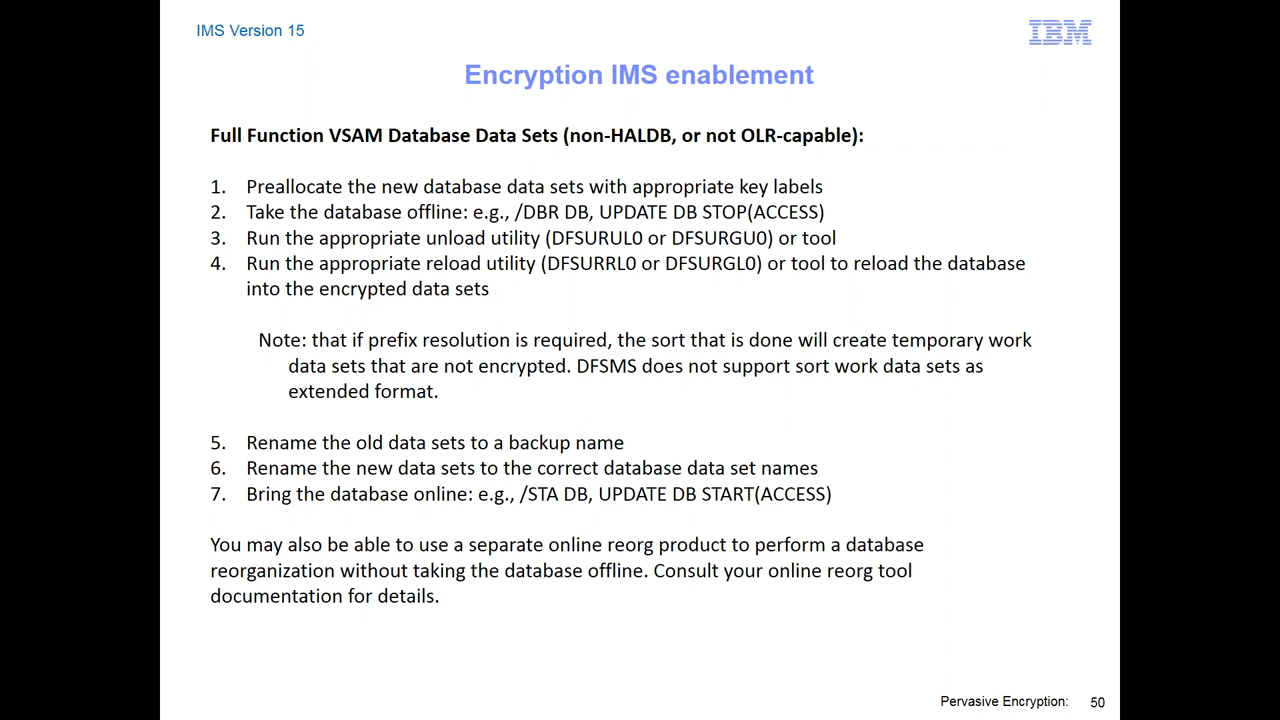 IMS Version 15
IBM
Encryption IMS enablement
Full Function VSAM Database Data Sets (non-HALDB, or not OLR-capable):
1. Preallocate the new database data sets with appropriate key labels
2. Take the database offline: e.g., /DBR DB, UPDATE DB STOP(ACCESS)
3. Run the appropriate unload utility (DFSURUL0 or DFSURGU0) or tool
4. Run the appropriate reload utility (DFSURRL0 or DFSURGL0) or tool to reload the database
into the encrypted data sets
Note: that if prefix resolution is required, the sort that is done will create temporary work
data sets that are not encrypted. DFSMS does not support sort work data sets as
extended format.
5. Rename the old data sets to a backup name
6. Rename the new data sets to the correct database data set names
7. Bring the database online: e.g., /STA DB, UPDATE DB START(ACCESS)
You may also be able to use a separate online reorg product to perform a database
reorganization without taking the database offline. Consult your online reorg tool
documentation for details.
Pervasive Encryption: 50